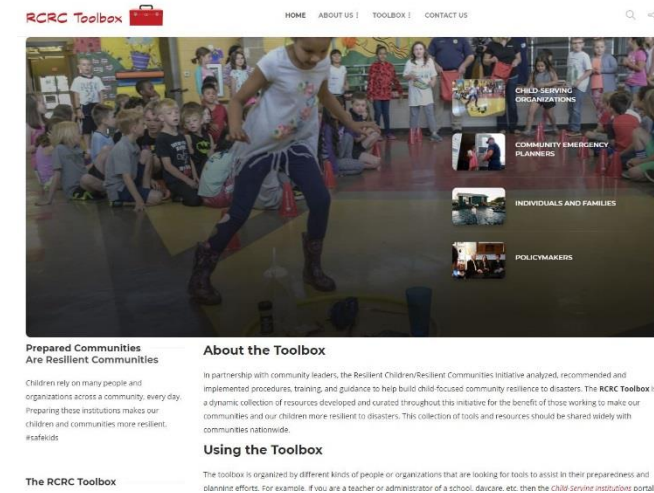 RCRC Toolbox
HOME ABOUT US TOOLBOX CONTACT US
CHILD-SERVING
ORGANIZATIONS
COMMUNITY EMERGENCY
PLANNERS
INDIVIDUALS AND FAMILIES
POLICYMAKERS
Prepared Communities
Are Resilient Communities
Children rely on many people and
organizations across a community, every day.
Preparing these institutions makes our
children and communities more resilient.
#safekids
The RCRC Toolbox
About the Toolbox
In partnership with community leaders, the Resilient Children/Resilient Communities Initiative analyzed, recommended and
implemented procedures, training, and guidance to help build child-focused community resilience to disasters. The RCRC Toolbox is
a dynamic collection of resources developed and curated throughout this initiative for the benefit of those working to make our
communities and our children more resilient to disasters. This collection of tools and resources should be shared widely with
communities nationwide.
Using the Toolbox
The toolbox is organized by different kinds of people or organizations that are looking for tools to assist in their preparedness and
planning efforts. For example, if you are a teacher or administrator of a school, daycare, etc. then the Child-Serving Institutions portal